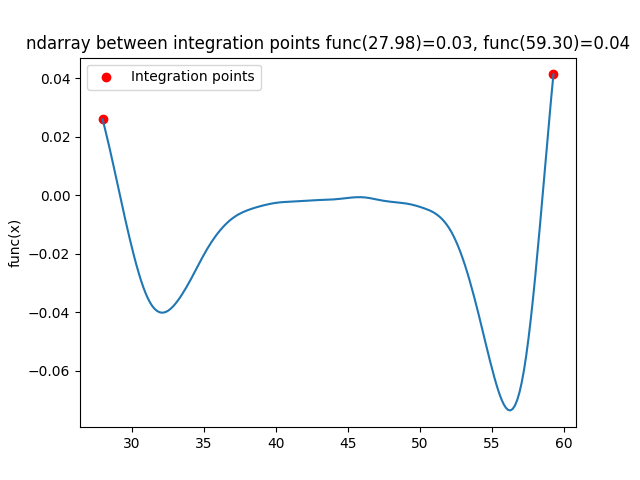 ndarray between integration points func(27.98)=0.03, func(59.30)=0.04
Integration points
func(x)
0.04
0.02
0.00
−0.02
−0.04
−0.06
30 35 40 45 50 55 60